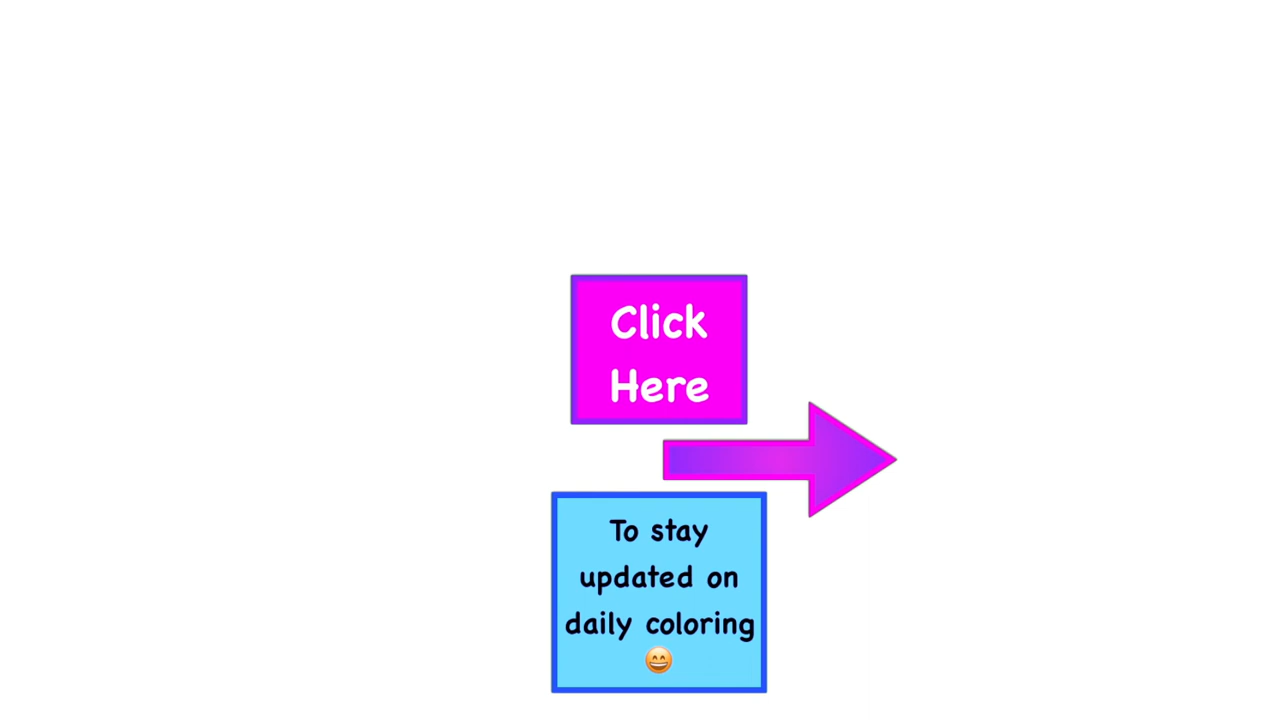 Click
Here
To stay
updated on
daily coloring
😄